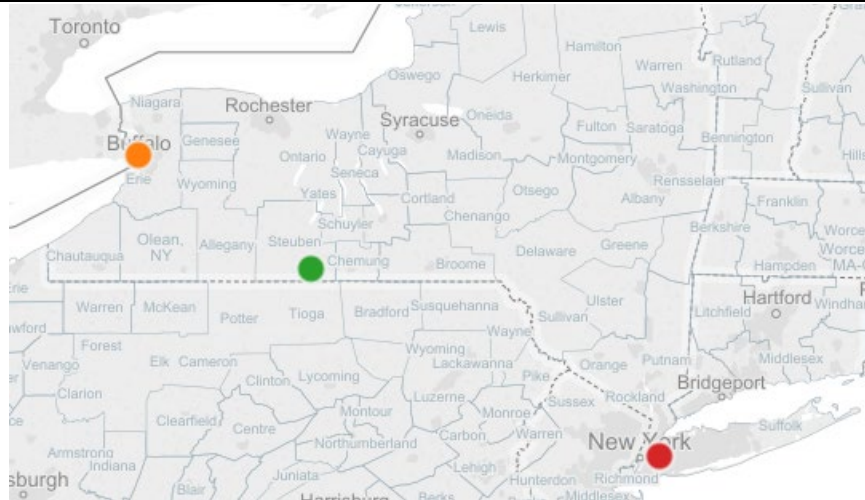 Toronto
Lewis
Hamilton
Warren
Rutland
Oswego
Herkimer
Washington
Sullivan
Niagara
Rochester
Syracuse
Oneida
Buffalo
Genesee
Wayne
Fulton
Saratoga
Bennington
Ontario
Cayuga
Madison
Montgomery
Seneca
Erie
Wyoming
Yates
Cortland
Otsego
Albany
Rensselaer
Berkshire
Franklin
Schuyler
Chenango
Chautauqua
Olean,
NY
Allegany
Steuben
Chemung
Broome
Delaware
Greene
Hampden
Hartford
Warren
McKean
Potter
Tioga
Bradford
Susquehanna
Sullivan
Ulster
Litchfield
Forest
Wayne
Venango
Elk
Cameron
Wyoming
Lackawanna
Orange
Putnam
Middlesex
Clarion
Clinton
Lycoming
Luzerne
Pike
Sussex
Rockland
Bridgeport
Clearfield
Centre
Montour
Monroe
Suffolk
Northumberland
Carbon
Warren
New York
Armstrong
Indiana
Juniata
Lehigh
Hunterdon
Richmond
Blair
Berks
Middlesex